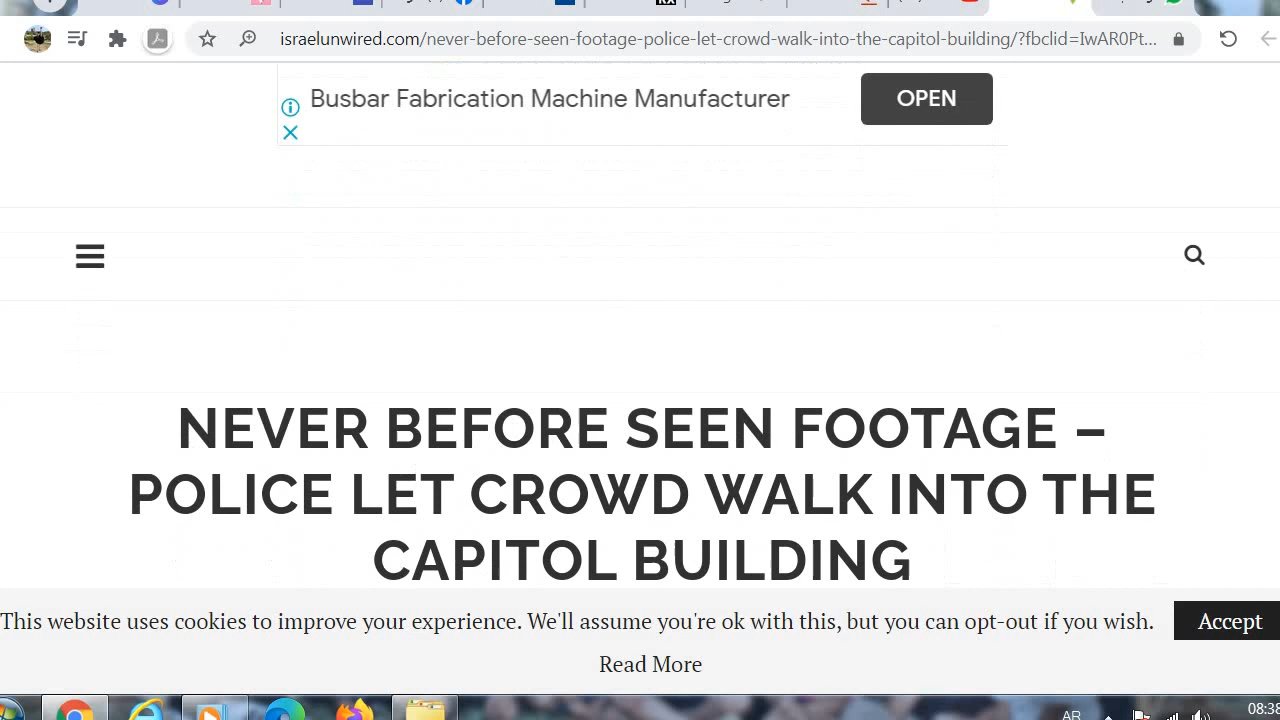 israelunwired.com/never-before-seen-footage-police-let-crowd-walk-into-the-capitol-building/?fbclid=IwAR0Pt...
Busbar Fabrication Machine Manufacturer
OPEN
NEVER BEFORE SEEN FOOTAGE –
POLICE LET CROWD WALK INTO THE
CAPITOL BUILDING
This website uses cookies to improve your experience. We'll assume you're ok with this, but you can opt-out if you wish.
Accept
Read More
AR
08:38